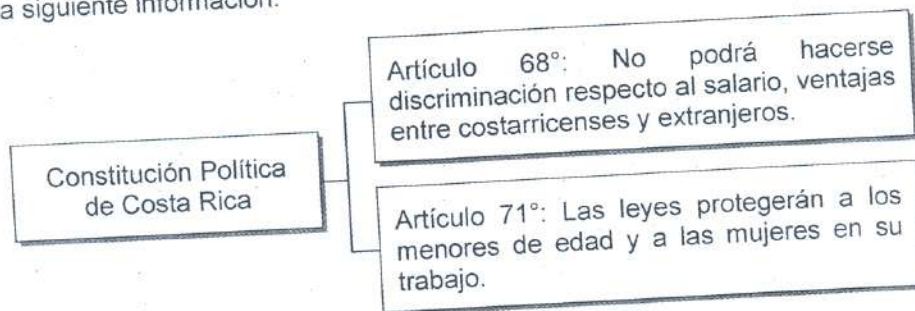 a siguiente información:
Constitución Política
de Costa Rica
Artículo 68°: No podrá hacerse
discriminación respecto al salario, ventajas
entre costarricenses y extranjeros.
Artículo 71°: Las leyes protegerán a los
menores de edad y a las mujeres en su
trabajo.